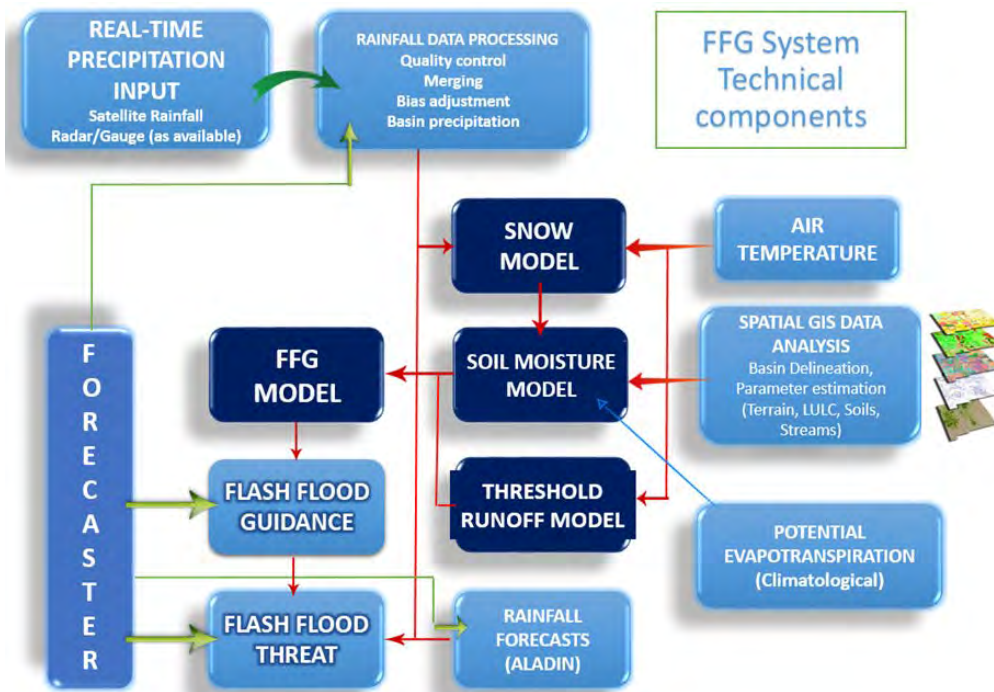 REAL-TIME
PRECIPITATION
INPUT
Satellite Rainfall
Radar/Gauge (as available)
RAINFALL DATA PROCESSING
Quality control
Merging
Bias adjustment
Basin precipitation
FFG System
Technical
components
SNOW
MODEL
AIR
TEMPERATURE
FORECASTER
FFG
MODEL
SOIL MOISTURE
MODEL
SPATIAL GIS DATA
ANALYSIS
Basin Delineation,
Parameter estimation
(Terrain, LULC, Soils,
Streams)
FLASH FLOOD
GUIDANCE
THRESHOLD
RUNOFF MODEL
POTENTIAL
EVAPOTRANSPIRATION
(Climatological)
FLASH FLOOD
THREAT
RAINFALL
FORECASTS
(ALADIN)